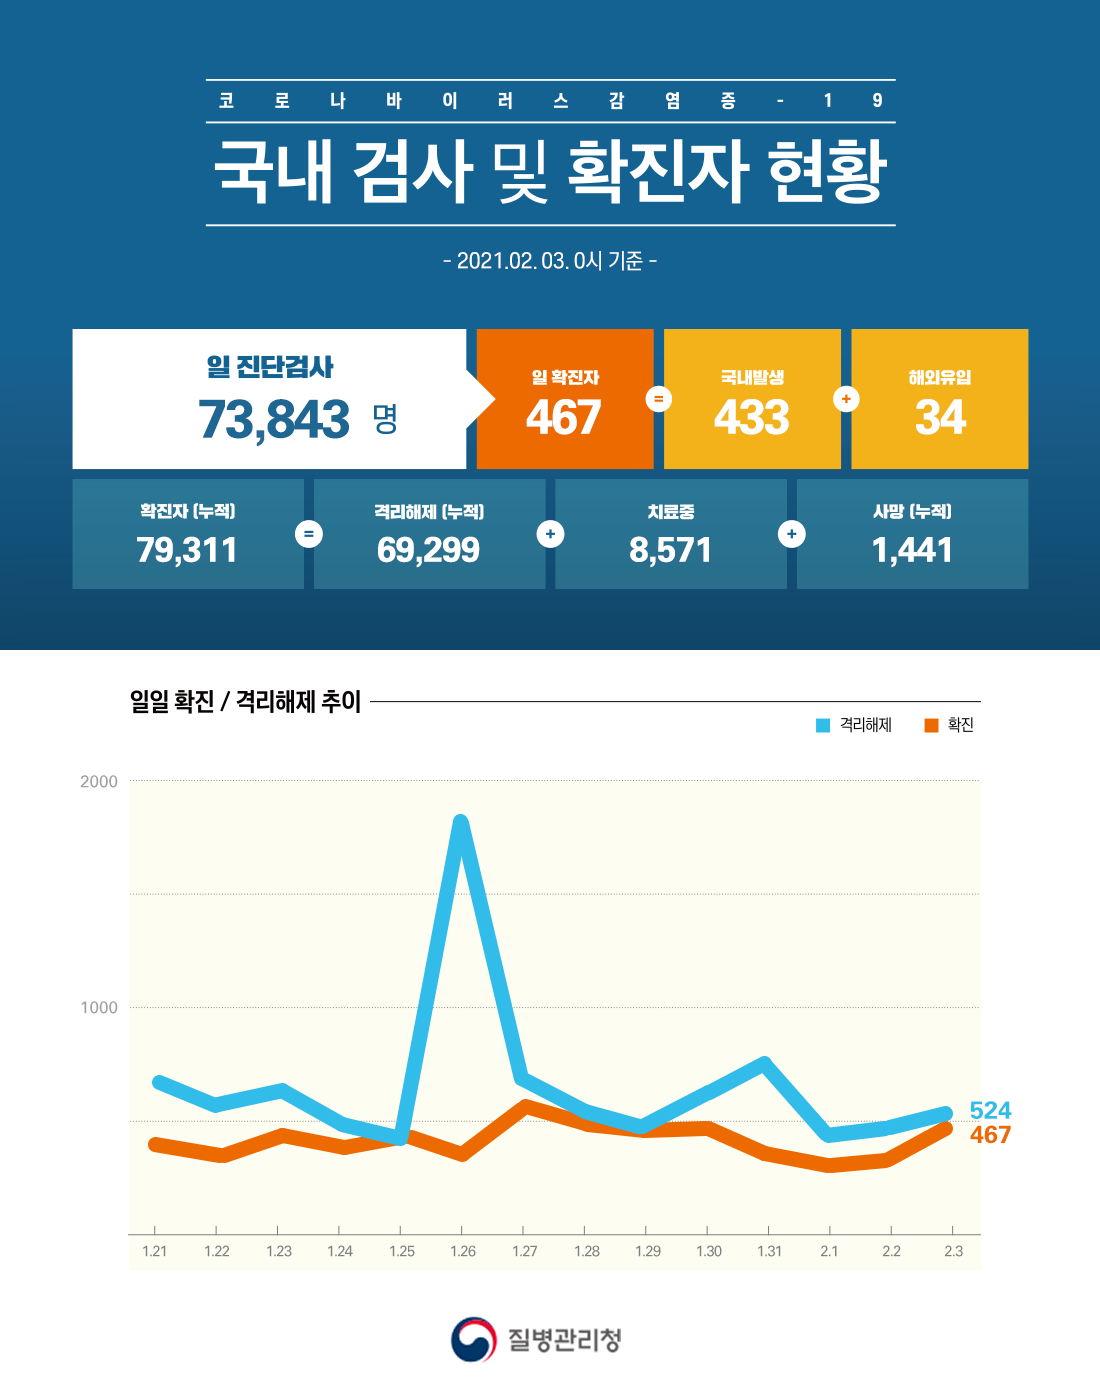 코로나바이러스감염증-19
국내 검사 및 확진자 현황
- 2021.02. 03. 0시 기준 -
일 진단검사
73,843 명
일 확진자
467
=
국내발생
433
+
해외유입
34
확진자 (누적)
79,311
=
격리해제 (누적)
69,299
+
치료중
8,571
+
사망 (누적)
1,441
일일 확진 / 격리해제 추이
격리해제 확진
2000
1000
524
467
1.21 1.22 1.23 1.24 1.25 1.26 1.27 1.28 1.29 1.30 1.31 2.1 2.2 2.3
질병관리청